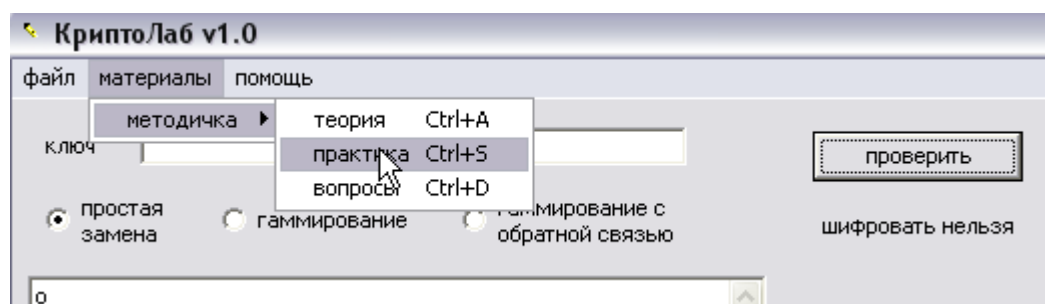 КриптоЛаб v1.0
файл материалы помощь
методичка теория Ctrl+A
ключ практика Ctrl+S проверить
вопросы Ctrl+D
простая замена гаммирование гаммирование с обратной связью шифровать нельзя
о